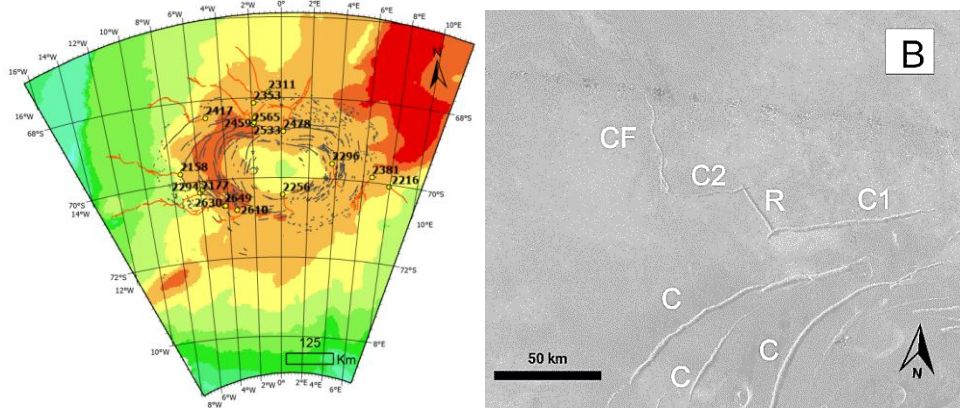 6°W 4°W 2°W 0° 2°E 4°E 6°E
8°W 8°E
10°W 10°E
12°W
14°W
16°W
N
10°E
16°W
68°S
68°S
2311
2353
2417
2565
2459
2478
2533
2296
2158
2381
2216
2294
2177
2256
2630
2649
2610
70°S
70°S
14°W
10°E
72°S
72°S
12°W
125
Km
10°W
8°E
8°W
6°W 4°W 2°W 0° 2°E 4°E 6°E
B
CF
C2
R
C1
C
C
C
50 km
N